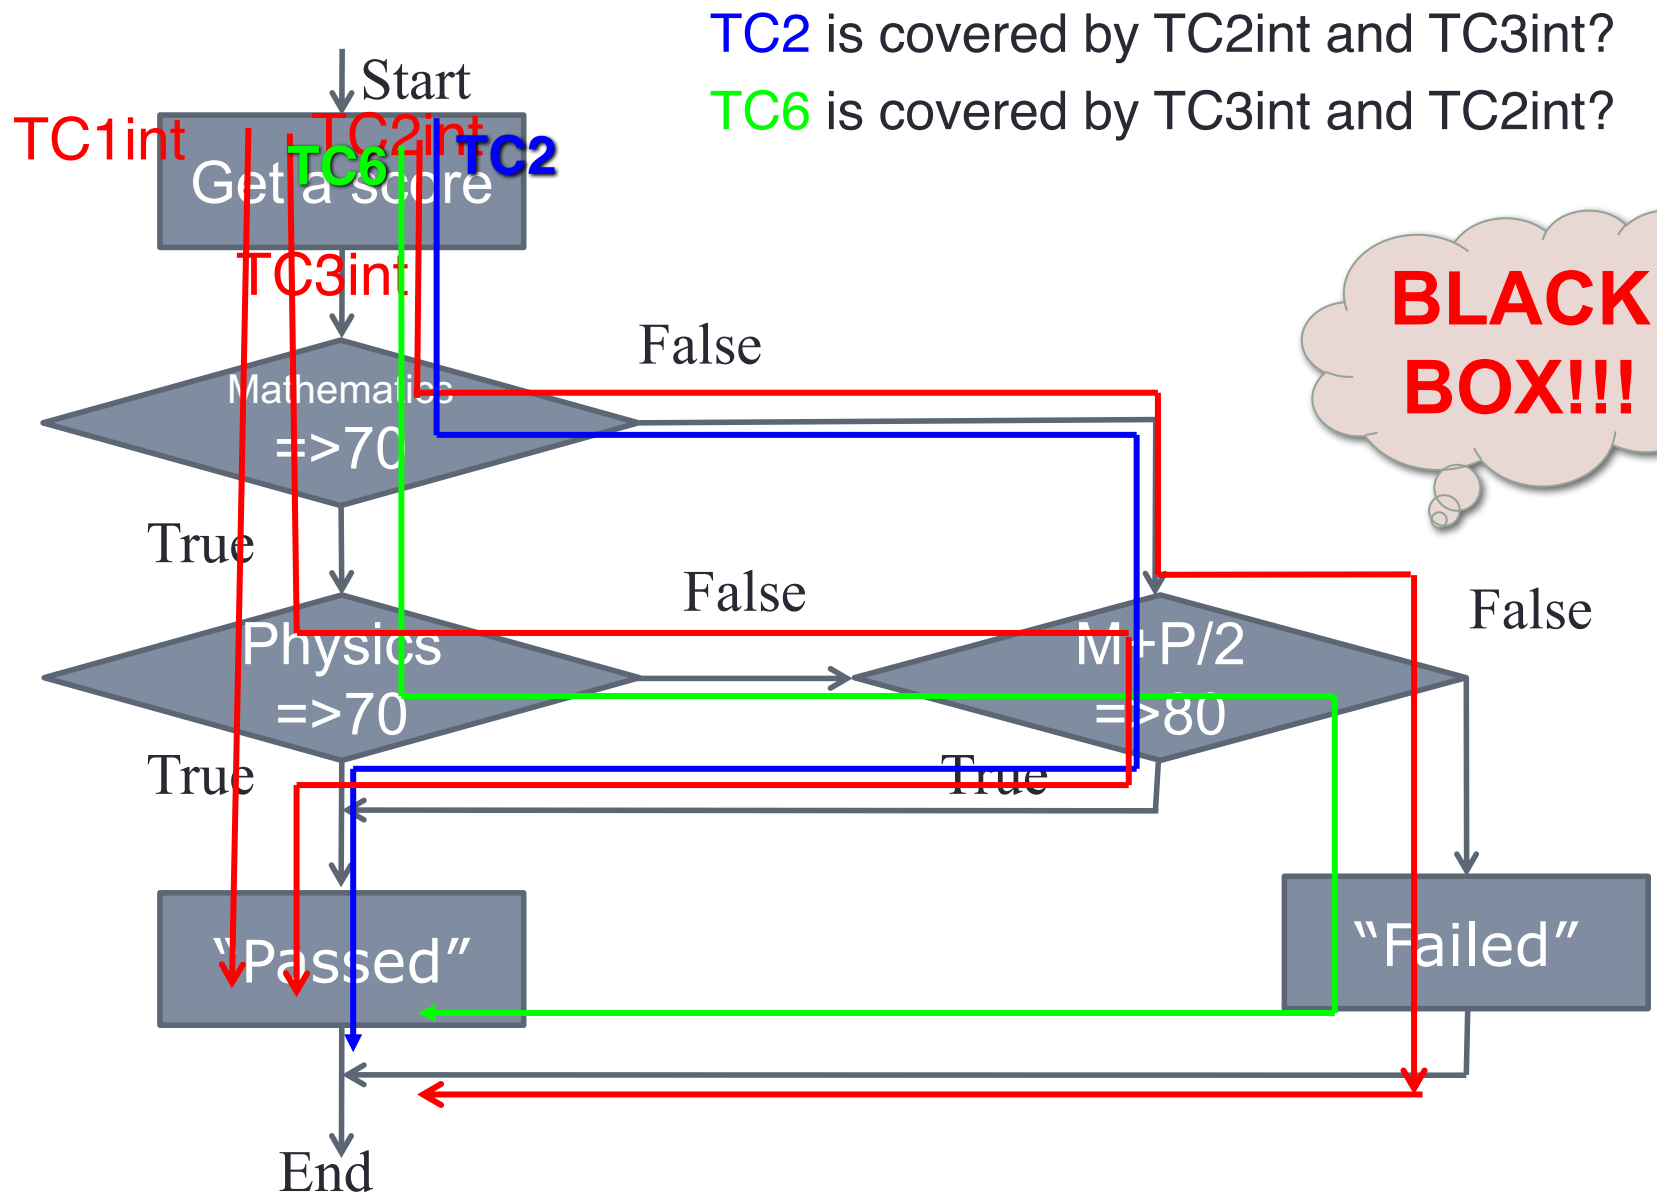 TC2 is covered by TC2int and TC3int?
TC6 is covered by TC3int and TC2int?
Start
TC1int
TC2int
TC6
TC2
Get a score
TC3int
BLACK
BOX!!!
False
Mathematics
=>70
True
False
False
Physics
=>70
M+P/2
=>80
True
True
“Passed”
“Failed”
End